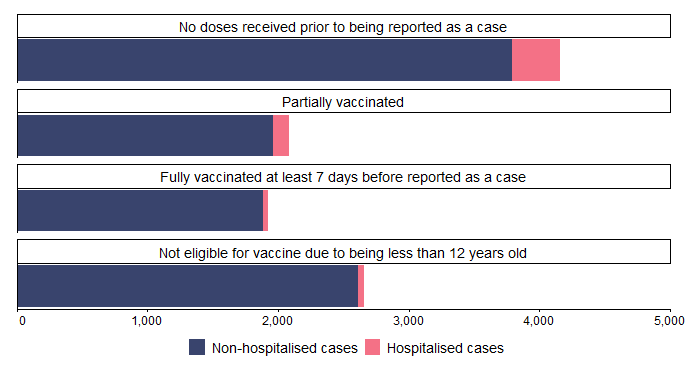 No doses received prior to being reported as a case
Partially vaccinated
Fully vaccinated at least 7 days before reported as a case
Not eligible for vaccine due to being less than 12 years old
0 1,000 2,000 3,000 4,000 5,000
Non-hospitalised cases Hospitalised cases